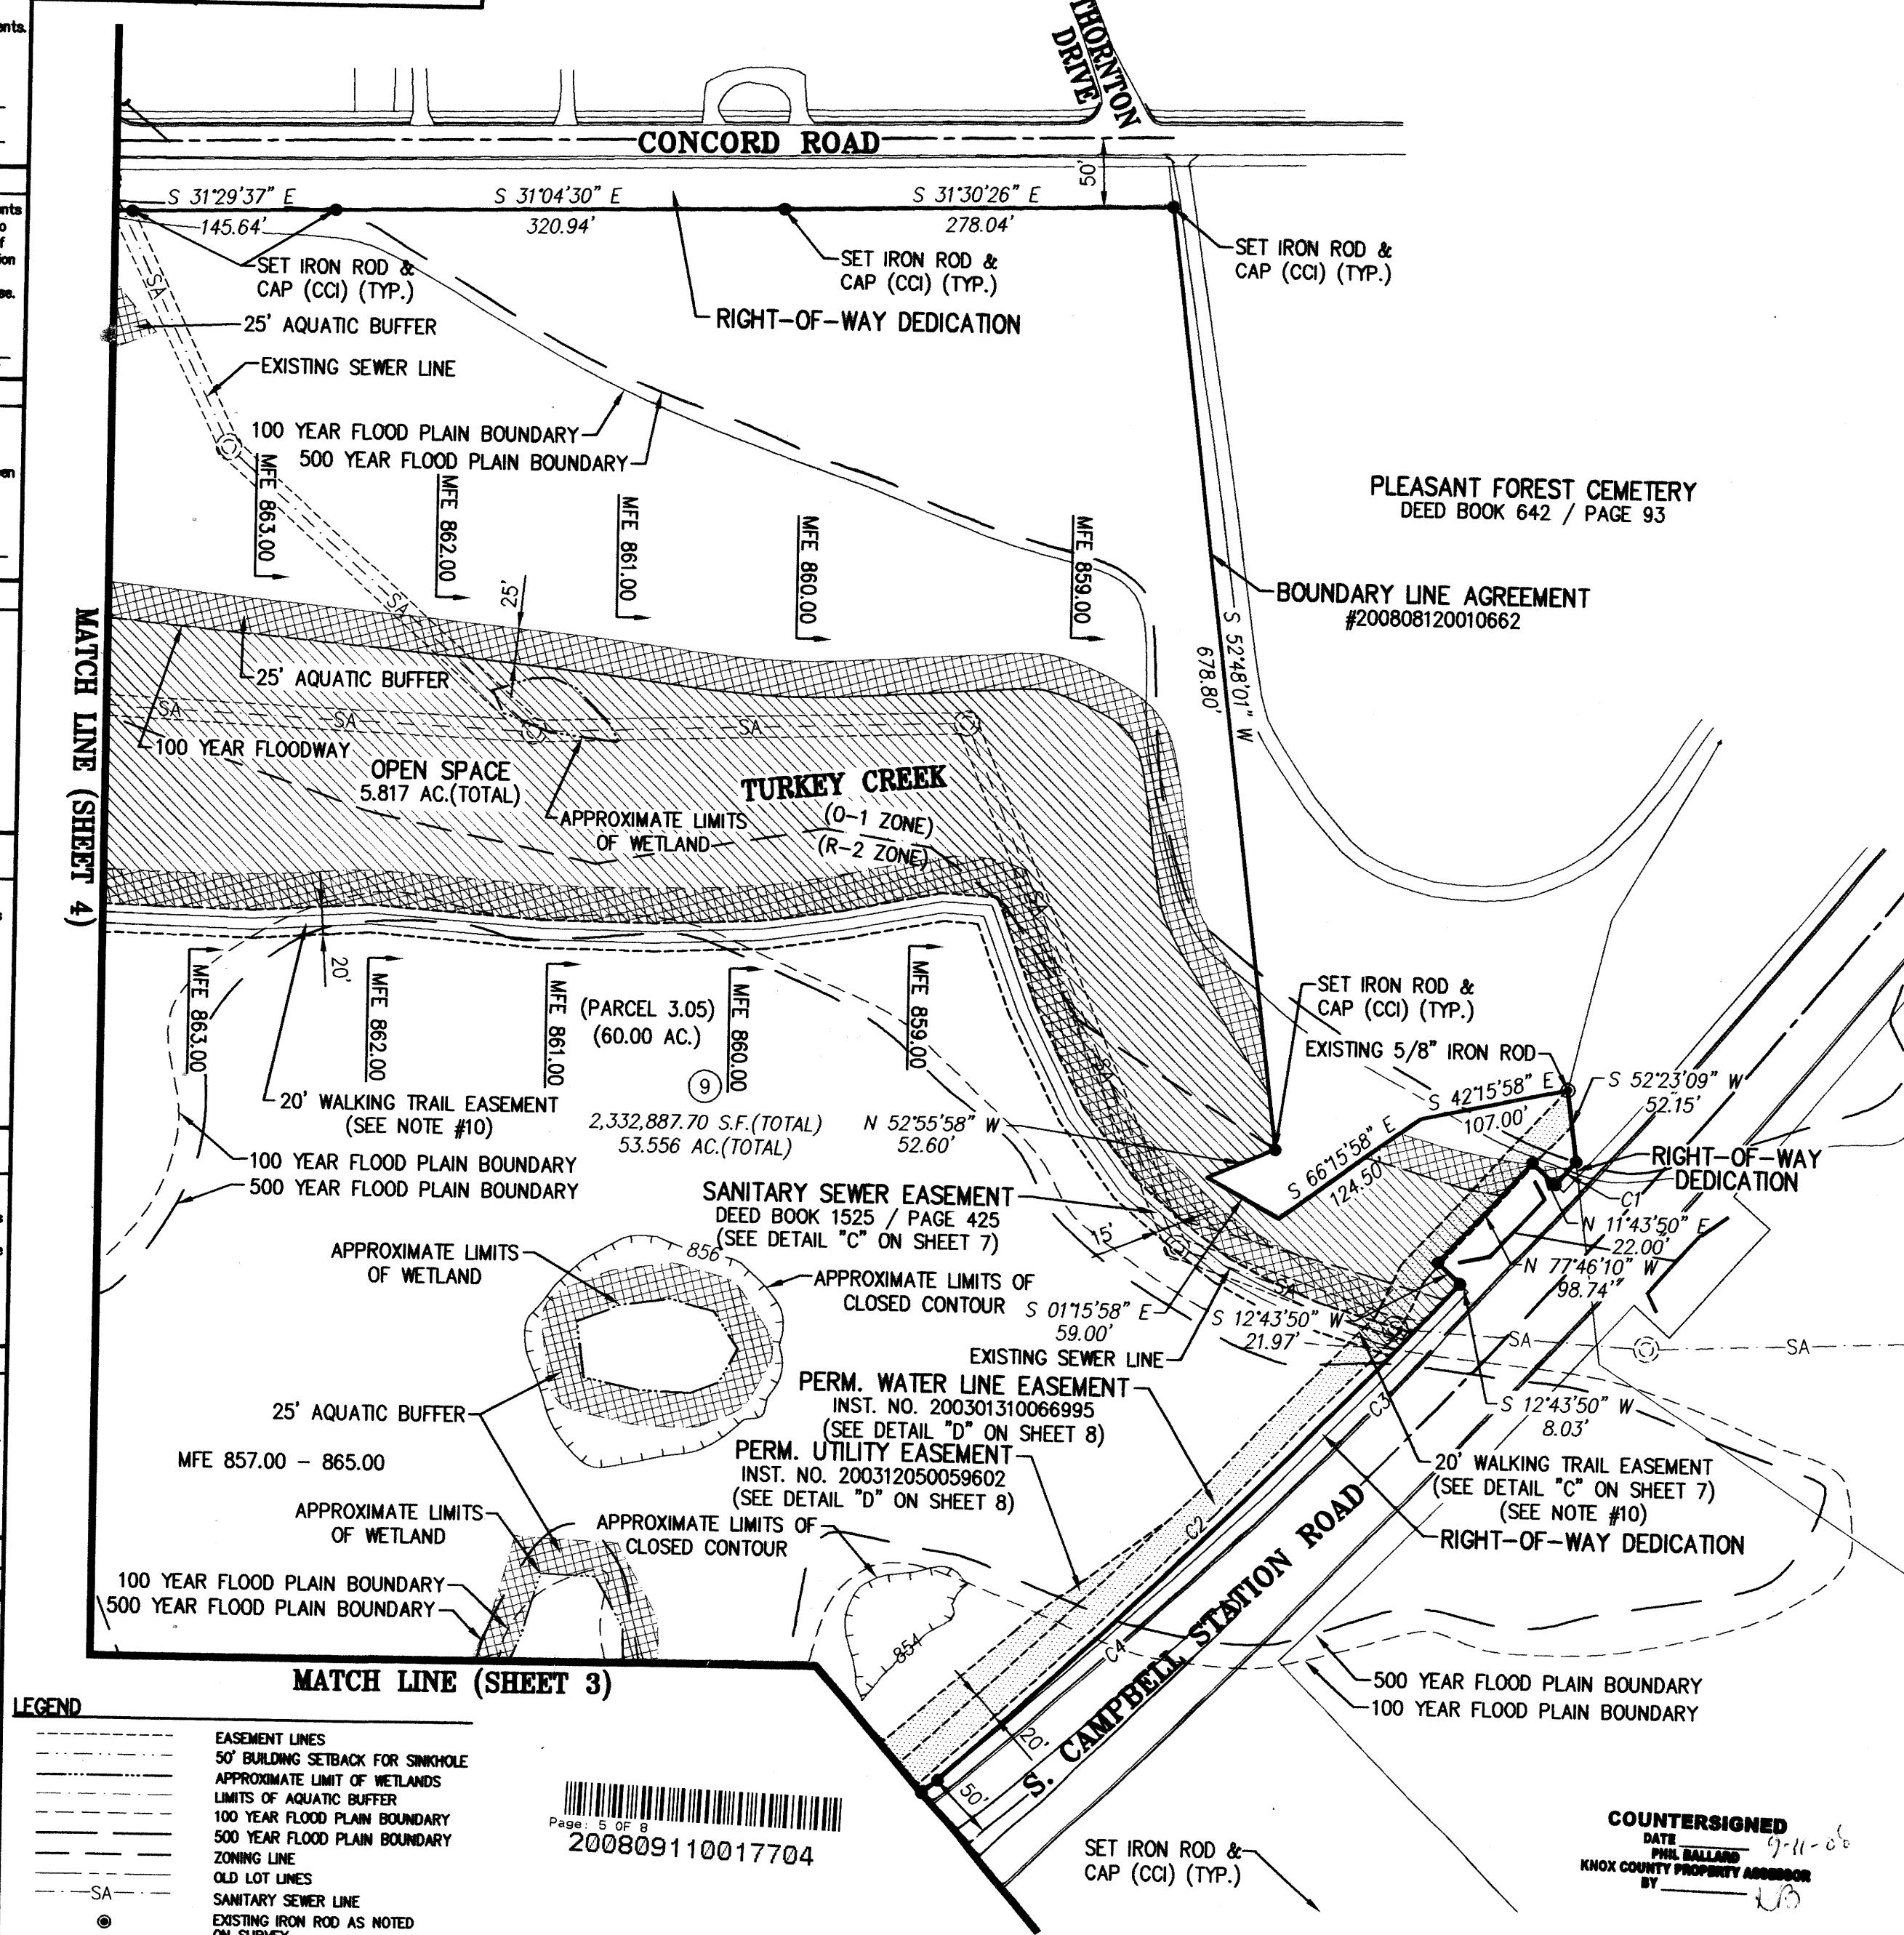 ents.
nts
o
f
ion
se.
en
s
s
e
THORNTON
DRIVE
CONCORD ROAD
50'
S 31°29'37" E
145.64'
S 31°04'30" E
320.94'
S 31°30'26" E
278.04'
SET IRON ROD &
CAP (CCI) (TYP.)
SET IRON ROD &
CAP (CCI) (TYP.)
SET IRON ROD &
CAP (CCI) (TYP.)
RIGHT-OF-WAY DEDICATION
SA
25' AQUATIC BUFFER
EXISTING SEWER LINE
100 YEAR FLOOD PLAIN BOUNDARY
500 YEAR FLOOD PLAIN BOUNDARY
MFE 863.00
MFE 862.00
MFE 861.00
MFE 860.00
MFE 859.00
PLEASANT FOREST CEMETERY
DEED BOOK 642 / PAGE 93
BOUNDARY LINE AGREEMENT
#200808120010662
S 52°48'01" W
678.80'
MATCH LINE (SHEET 4)
25'
SA
25' AQUATIC BUFFER
SA
SA
SA
100 YEAR FLOODWAY
OPEN SPACE
5.817 AC.(TOTAL)
TURKEY CREEK
(O-1 ZONE)
(R-2 ZONE)
APPROXIMATE LIMITS
OF WETLAND
SA
20'
MFE 863.00
MFE 862.00
MFE 861.00
MFE 860.00
MFE 859.00
(PARCEL 3.05)
(60.00 AC.)
9
2,332,887.70 S.F.(TOTAL)
53.556 AC.(TOTAL)
20' WALKING TRAIL EASEMENT
(SEE NOTE #10)
100 YEAR FLOOD PLAIN BOUNDARY
500 YEAR FLOOD PLAIN BOUNDARY
SET IRON ROD &
CAP (CCI) (TYP.)
EXISTING 5/8" IRON ROD
S 52°23'09" W
52.15'
S 42°15'58" E
107.00'
N 52°55'58" W
52.60'
S 66°15'58" E
124.50'
RIGHT-OF-WAY
DEDICATION
C1
N 11°43'50" E
22.00'
N 77°46'10" W
98.74'
SA
SANITARY SEWER EASEMENT
DEED BOOK 1525 / PAGE 425
(SEE DETAIL "C" ON SHEET 7)
15'
APPROXIMATE LIMITS
OF WETLAND
856
APPROXIMATE LIMITS OF
CLOSED CONTOUR
S 01°15'58" E
59.00'
SA
S 12°43'50" W
21.97'
EXISTING SEWER LINE
SA
SA
PERM. WATER LINE EASEMENT
INST. NO. 200301310066995
(SEE DETAIL "D" ON SHEET 8)
C3
S 12°43'50" W
8.03'
25' AQUATIC BUFFER
MFE 857.00 - 865.00
PERM. UTILITY EASEMENT
INST. NO. 200312050059602
(SEE DETAIL "D" ON SHEET 8)
20' WALKING TRAIL EASEMENT
(SEE DETAIL "C" ON SHEET 7)
(SEE NOTE #10)
RIGHT-OF-WAY DEDICATION
APPROXIMATE LIMITS
OF WETLAND
APPROXIMATE LIMITS OF
CLOSED CONTOUR
C2
100 YEAR FLOOD PLAIN BOUNDARY
500 YEAR FLOOD PLAIN BOUNDARY
854
C4
S. CAMPBELL STATION ROAD
20'
50'
500 YEAR FLOOD PLAIN BOUNDARY
100 YEAR FLOOD PLAIN BOUNDARY
MATCH LINE (SHEET 3)
LEGEND
EASEMENT LINES
50' BUILDING SETBACK FOR SINKHOLE
APPROXIMATE LIMIT OF WETLANDS
LIMITS OF AQUATIC BUFFER
100 YEAR FLOOD PLAIN BOUNDARY
500 YEAR FLOOD PLAIN BOUNDARY
ZONING LINE
OLD LOT LINES
SA SANITARY SEWER LINE
EXISTING IRON ROD AS NOTED
ON SURVEY
Page: 5 OF 8
200809110017704
SET IRON ROD &
CAP (CCI) (TYP.)
COUNTERSIGNED
DATE 9-11-08
PHIL BALLARD
KNOX COUNTY PROPERTY ASSESSOR
BY